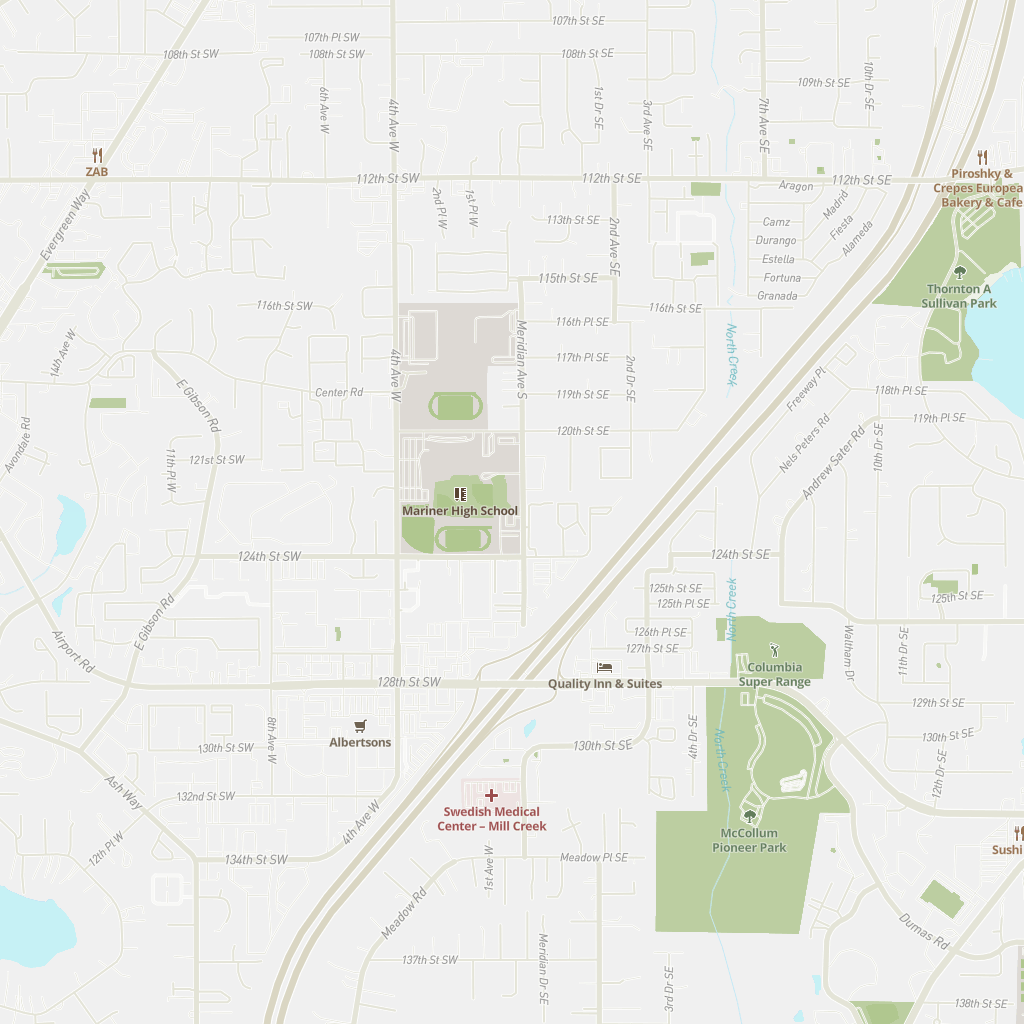 107th St SE
107th Pl SW
108th St SW
108th St SW
108th St SE
109th St SE
10th Dr SE
6th Ave W
4th Ave W
1st Dr SE
3rd Ave SE
7th Ave SE
ZAB
Piroshky &
Crepes Europea
Bakery & Cafe
112th St SW
112th St SE
112th St SE
Aragon
Madrid
Evergreen Way
2nd Pl W
1st Pl W
113th St SE
2nd Ave SE
Camz
Fiesta
Durango
Alameda
Estella
Fortuna
Granada
115th St SE
Thornton A
Sullivan Park
116th St SW
116th St SE
116th Pl SE
14th Ave W
4th Ave W
Meridian Ave S
117th Pl SE
2nd Dr SE
North Creek
E Gibson Rd
Center Rd
119th St SE
Freeway Pl
118th Pl SE
119th Pl SE
Avondale Rd
120th St SE
Nels Peters Rd
Andrew Sater Rd
10th Dr SE
11th Pl W
121st St SW
Mariner High School
124th St SW
124th St SE
125th St SE
125th Pl SE
North Creek
125th St SE
E Gibson Rd
Airport Rd
126th Pl SE
127th St SE
Waltham Dr
11th Dr SE
Columbia
Super Range
128th St SW
Quality Inn & Suites
129th St SE
8th Ave W
Albertsons
130th St SW
130th St SE
4th Dr SE
North Creek
130th St SE
12th Dr SE
Ash Way
132nd St SW
4th Ave W
Swedish Medical
Center – Mill Creek
McCollum
Pioneer Park
12th Pl W
134th St SW
1st Ave W
Meadow Pl SE
Sushi
Meadow Rd
Dumas Rd
137th St SW
Meridian Dr SE
3rd Dr SE
138th St SE